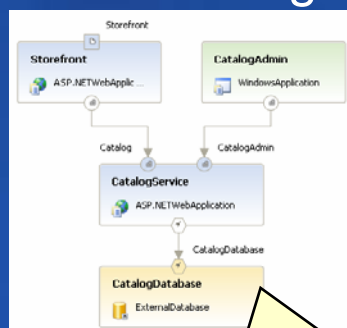 Storefront
Storefront
ASP.NETWebApplic ...
CatalogAdmin
WindowsApplication
Catalog
CatalogAdmin
CatalogService
ASP.NETWebApplication
CatalogDatabase
CatalogDatabase
ExternalDatabase